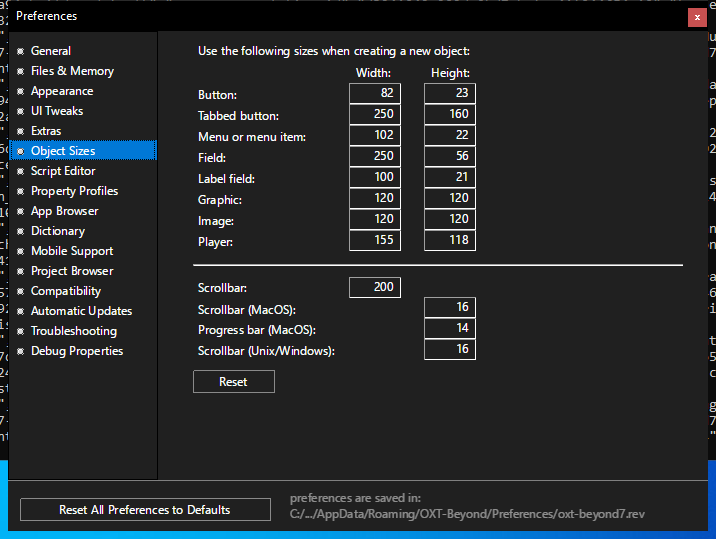 Preferences
x
General
Files & Memory
Appearance
UI Tweaks
Extras
Object Sizes
Script Editor
Property Profiles
App Browser
Dictionary
Mobile Support
Project Browser
Compatibility
Automatic Updates
Troubleshooting
Debug Properties
Use the following sizes when creating a new object:
Width: Height:
Button: 82 23
Tabbed button: 250 160
Menu or menu item: 102 22
Field: 250 56
Label field: 100 21
Graphic: 120 120
Image: 120 120
Player: 155 118
Scrollbar: 200
Scrollbar (MacOS): 16
Progress bar (MacOS): 14
Scrollbar (Unix/Windows): 16
Reset
Reset All Preferences to Defaults
preferences are saved in:
C:/.../AppData/Roaming/OXT-Beyond/Preferences/oxt-beyond7.rev